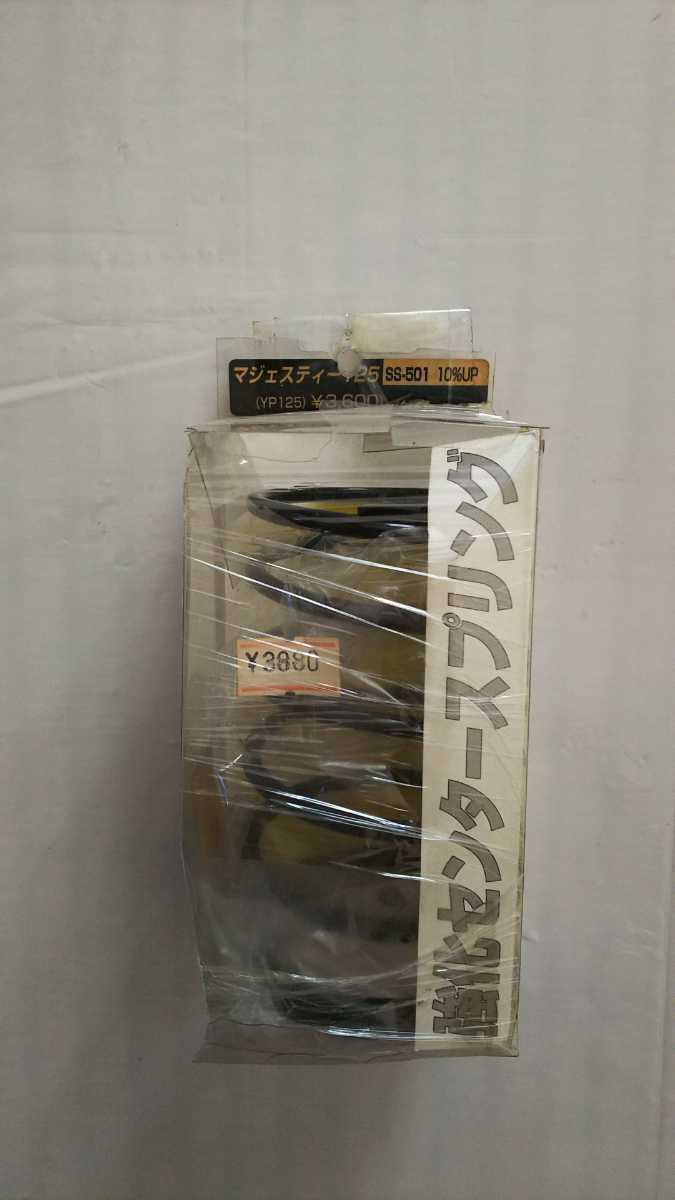 マジェスティー125 SS-501 10%UP
(YP125) ¥3,600
¥3880
強化センタースプリング